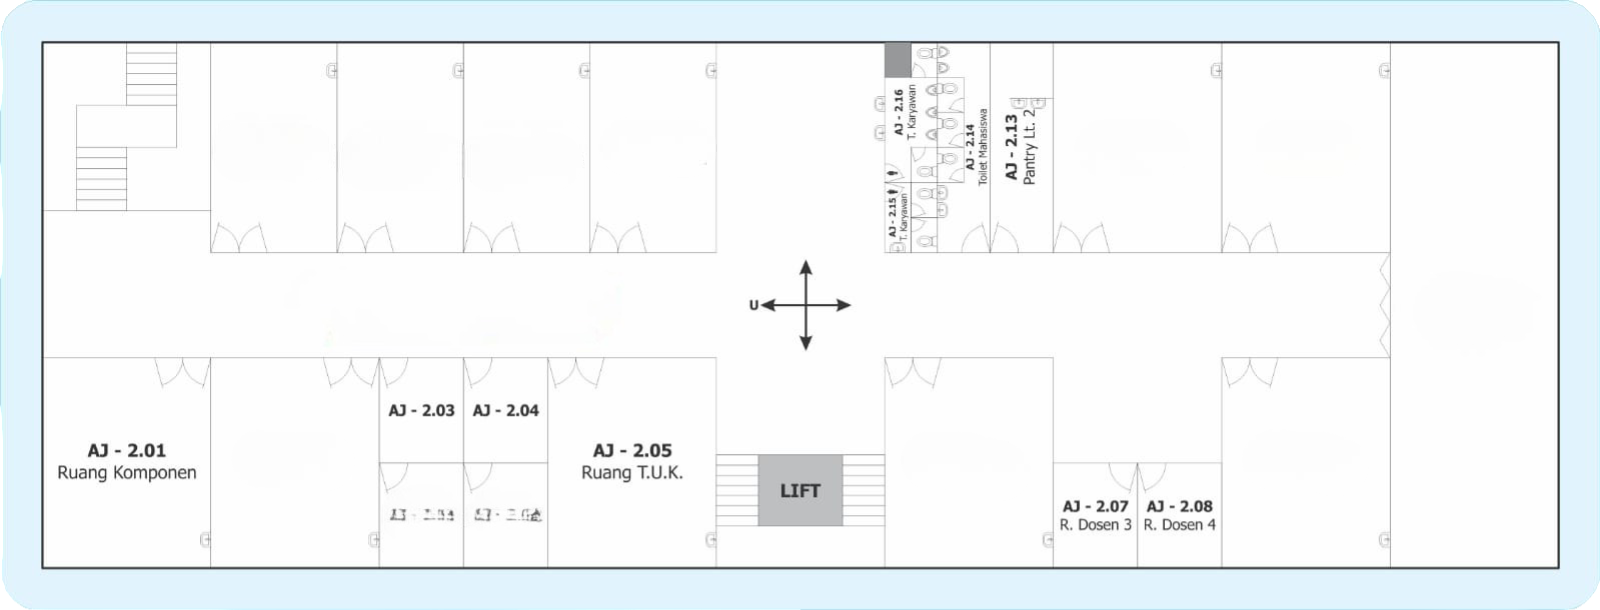 AJ - 2.16
T. Karyawan
AJ - 2.15
T. Karyawan
AJ - 2.14
Toilet Mahasiswa
AJ - 2.13
Pantry Lt. 2
U
AJ - 2.03
AJ - 2.04
AJ - 2.01
Ruang Komponen
AJ - 2.05
Ruang T.U.K.
LIFT
AJ - 2.07
R. Dosen 3
AJ - 2.08
R. Dosen 4